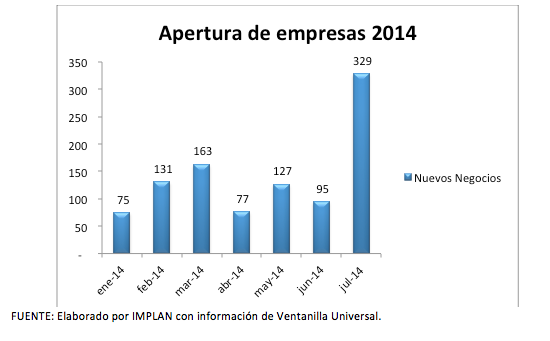 Apertura de empresas 2014
350
300
250
200
150
100
50
-
75
131
163
77
127
95
329
ene-14
feb-14
mar-14
abr-14
may-14
jun-14
jul-14
Nuevos Negocios
FUENTE: Elaborado por IMPLAN con información de Ventanilla Universal.